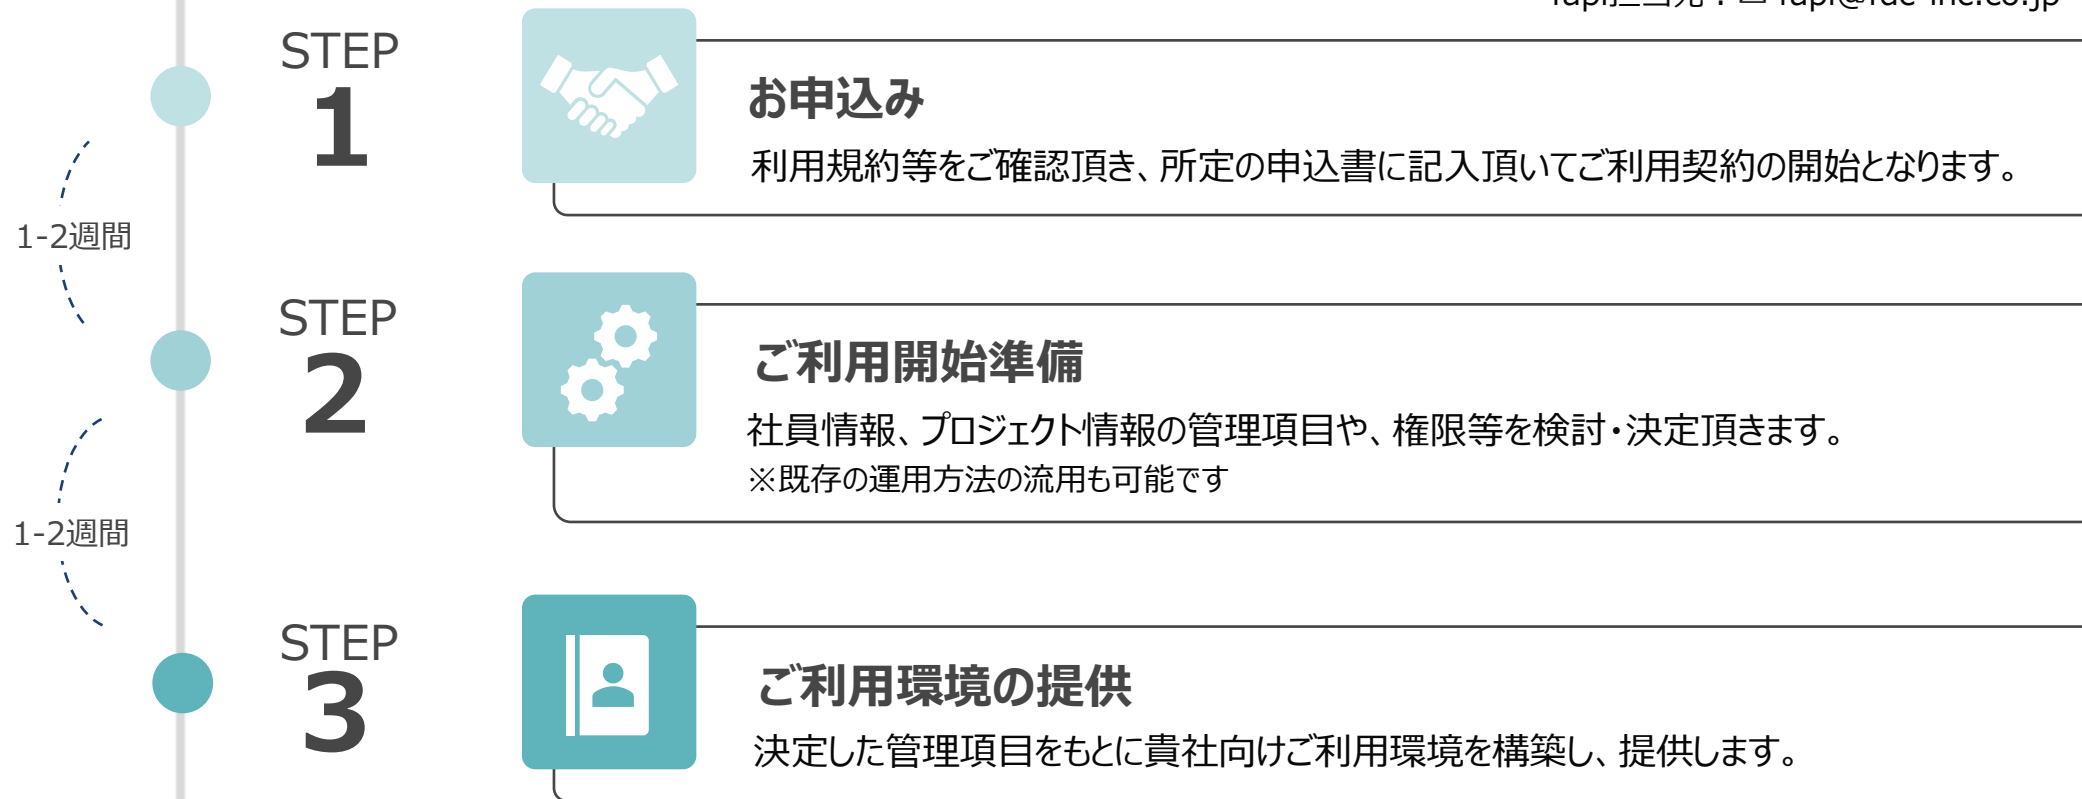 STEP
1
お申込み
利用規約等をご確認頂き、所定の申込書に記入頂いてご利用契約の開始となります。
1-2週間
STEP
2
ご利用開始準備
社員情報、プロジェクト情報の管理項目や、権限等を検討・決定頂きます。
※既存の運用方法の流用も可能です
1-2週間
STEP
3
ご利用環境の提供
決定した管理項目をもとに貴社向けご利用環境を構築し、提供します。